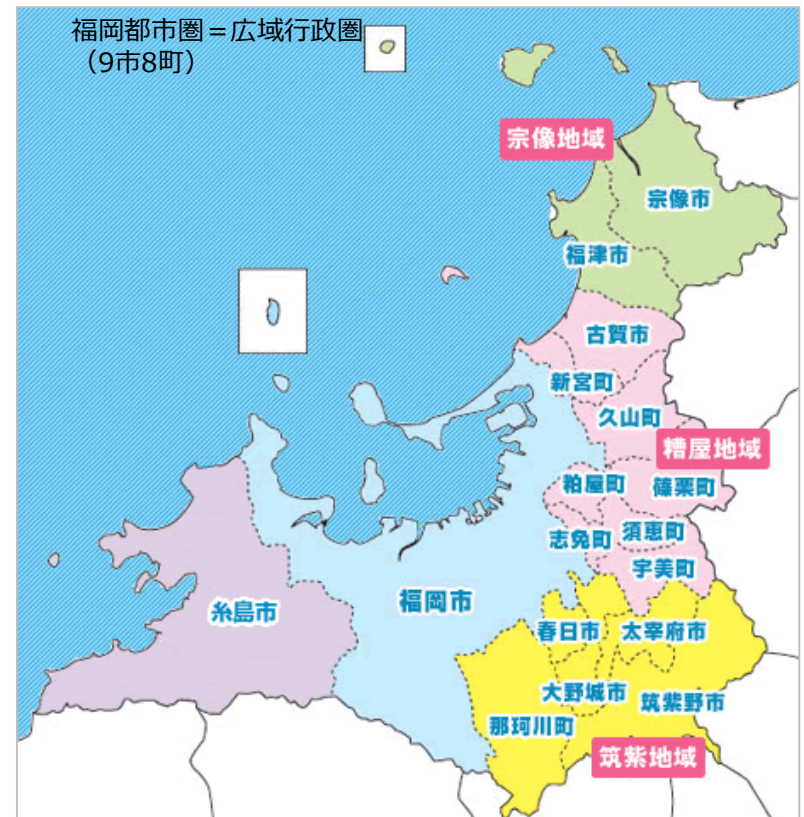 福岡都市圏＝広域行政圏
（9市8町）
宗像地域
宗像市
福津市
古賀市
新宮町
久山町
糟屋地域
粕屋町
篠栗町
須恵町
志免町
宇美町
福岡市
糸島市
春日市
太宰府市
大野城市
筑紫野市
那珂川町
筑紫地域